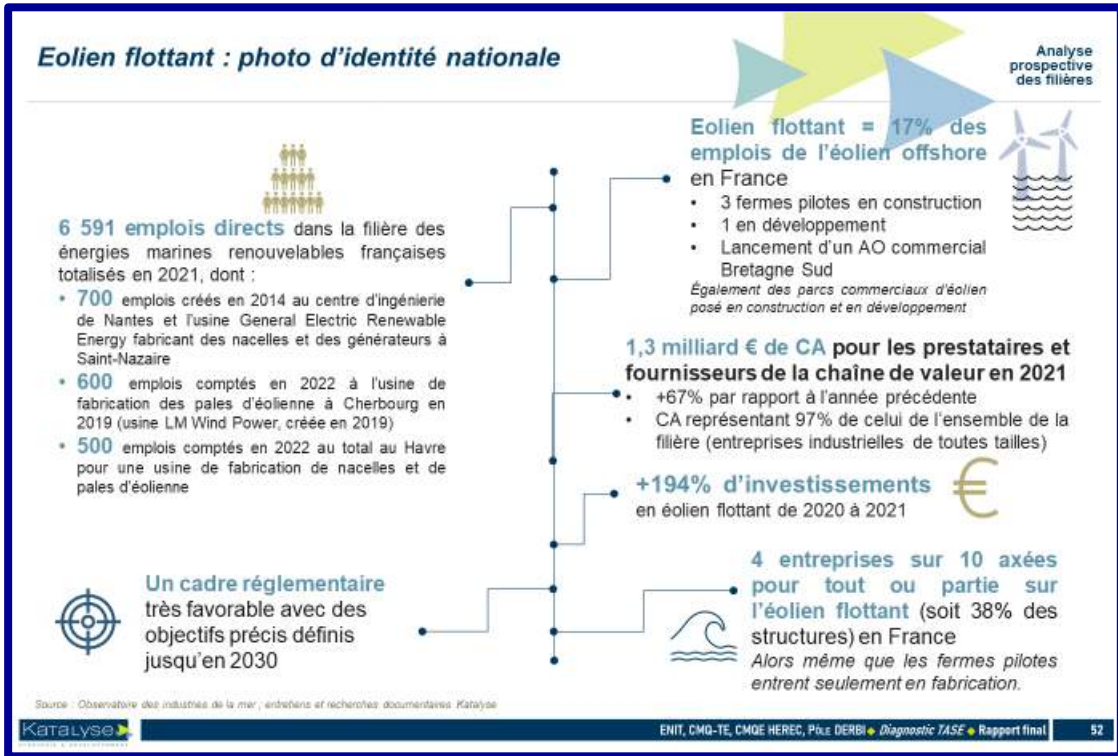 Eolien flottant : photo d'identité nationale
Analyse
prospective
des filières
6 591 emplois directs dans la filière des
énergies marines renouvelables françaises
totalisés en 2021, dont :
• 700 emplois créés en 2014 au centre d'ingénierie
de Nantes et l'usine General Electric Renewable
Energy fabricant des nacelles et des générateurs à
Saint-Nazaire
• 600 emplois comptés en 2022 à l'usine de
fabrication des pales d'éolienne à Cherbourg en
2019 (usine LM Wind Power, créée en 2019)
• 500 emplois comptés en 2022 au total au Havre
pour une usine de fabrication de nacelles et de
pales d'éolienne
Un cadre réglementaire
très favorable avec des
objectifs précis définis
jusqu'en 2030
Eolien flottant = 17% des
emplois de l'éolien offshore
en France
• 3 fermes pilotes en construction
• 1 en développement
• Lancement d'un AO commercial
Bretagne Sud
Également des parcs commerciaux d'éolien
posé en construction et en développement
1,3 milliard € de CA pour les prestataires et
fournisseurs de la chaîne de valeur en 2021
• +67% par rapport à l'année précédente
• CA représentant 97% de celui de l'ensemble de la
filière (entreprises industrielles de toutes tailles)
+194% d'investissements
en éolien flottant de 2020 à 2021
€
4 entreprises sur 10 axées
pour tout ou partie sur
l'éolien flottant (soit 38% des
structures) en France
Alors même que les fermes pilotes
entrent seulement en fabrication.
Source : Observatoire des industries de la mer ; entretiens et recherches documentaires Katalyse
Katalyse
ENIT, CMQ-TE, CMQE HEREC, Pôle DERBI ◆ Diagnostic TASE ◆ Rapport final 52